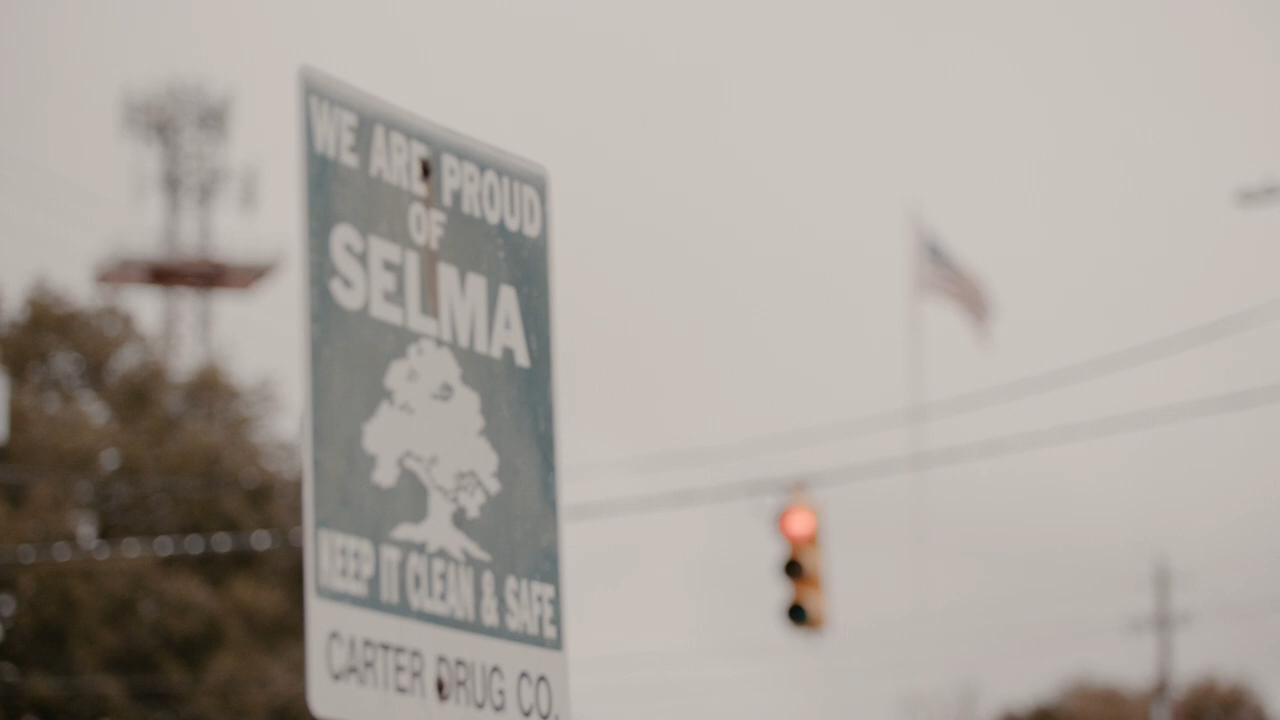 WE ARE PROUD
OF
SELMA
KEEP IT CLEAN & SAFE
CARTER DRUG CO.